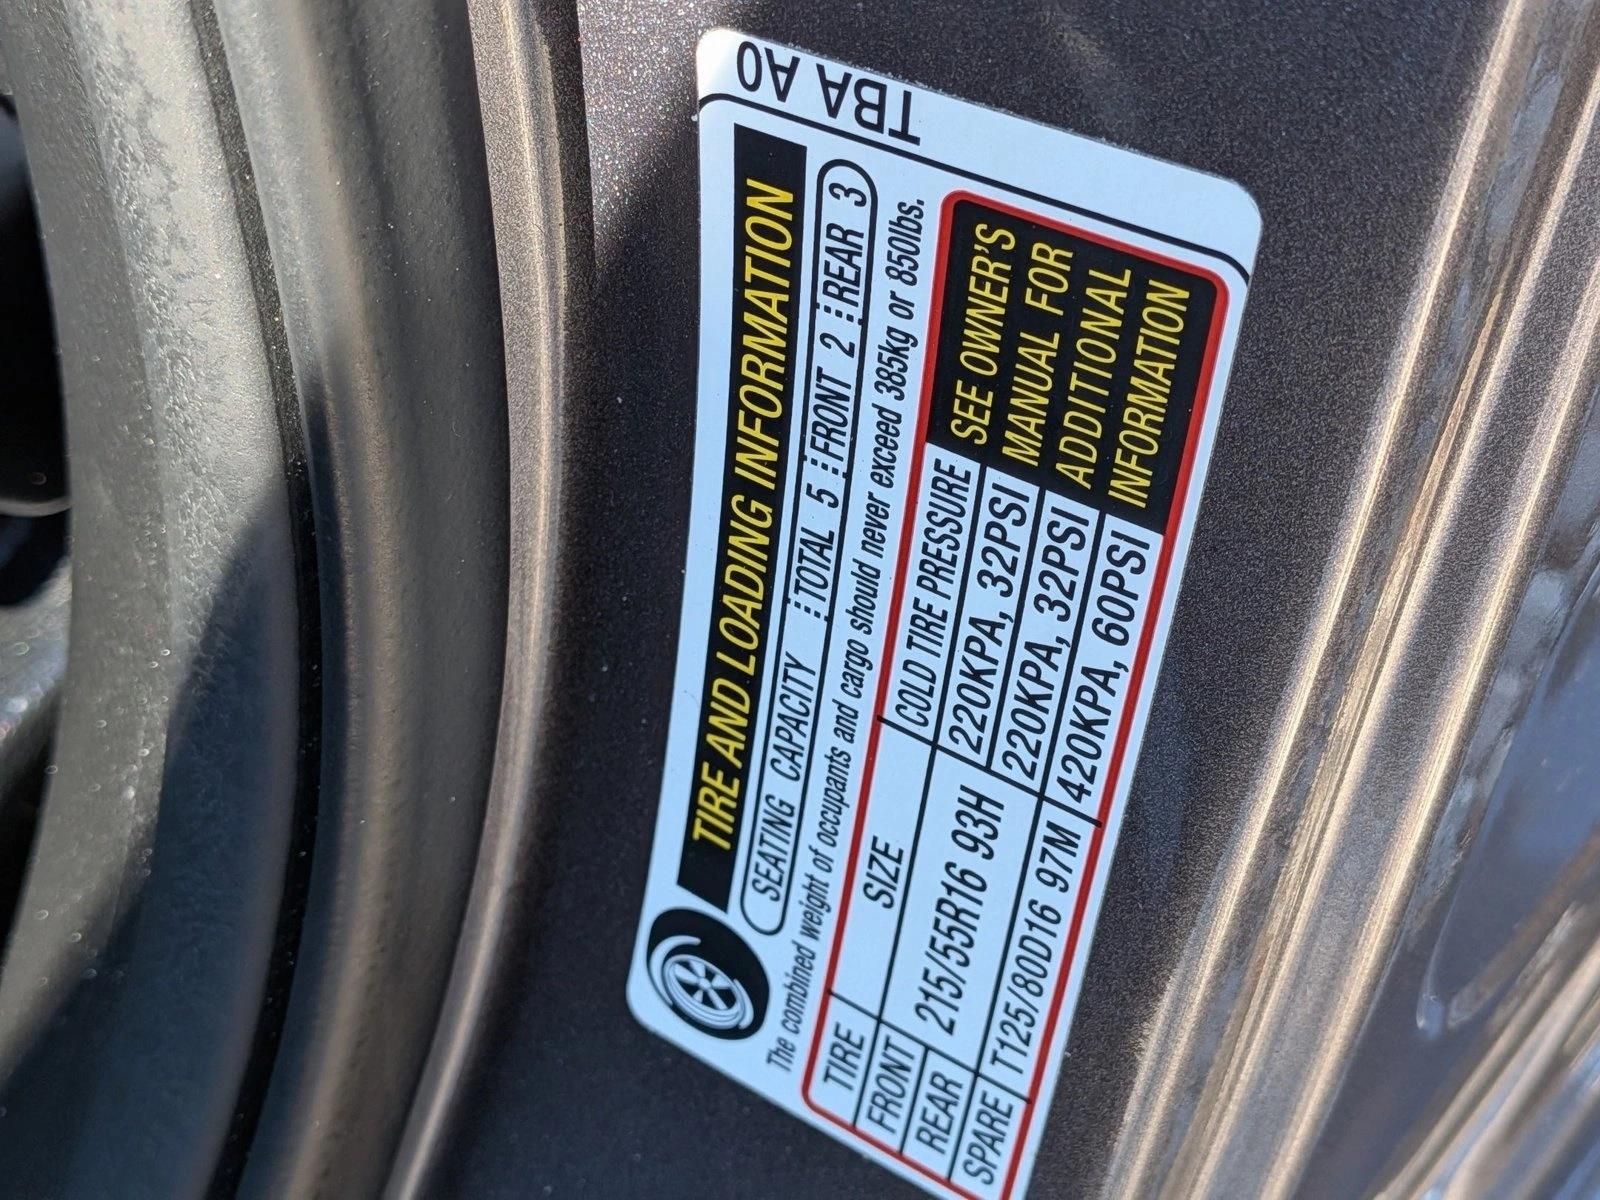 TBA A0
TIRE AND LOADING INFORMATION
SEATING CAPACITY TOTAL 5 FRONT 2 REAR 3
The combined weight of occupants and cargo should never exceed 385kg or 850lbs.
TIRE SIZE COLD TIRE PRESSURE
FRONT 215/55R16 93H 220KPA, 32PSI
REAR 220KPA, 32PSI
SPARE T125/80D16 97M 420KPA, 60PSI
SEE OWNER'S
MANUAL FOR
ADDITIONAL
INFORMATION